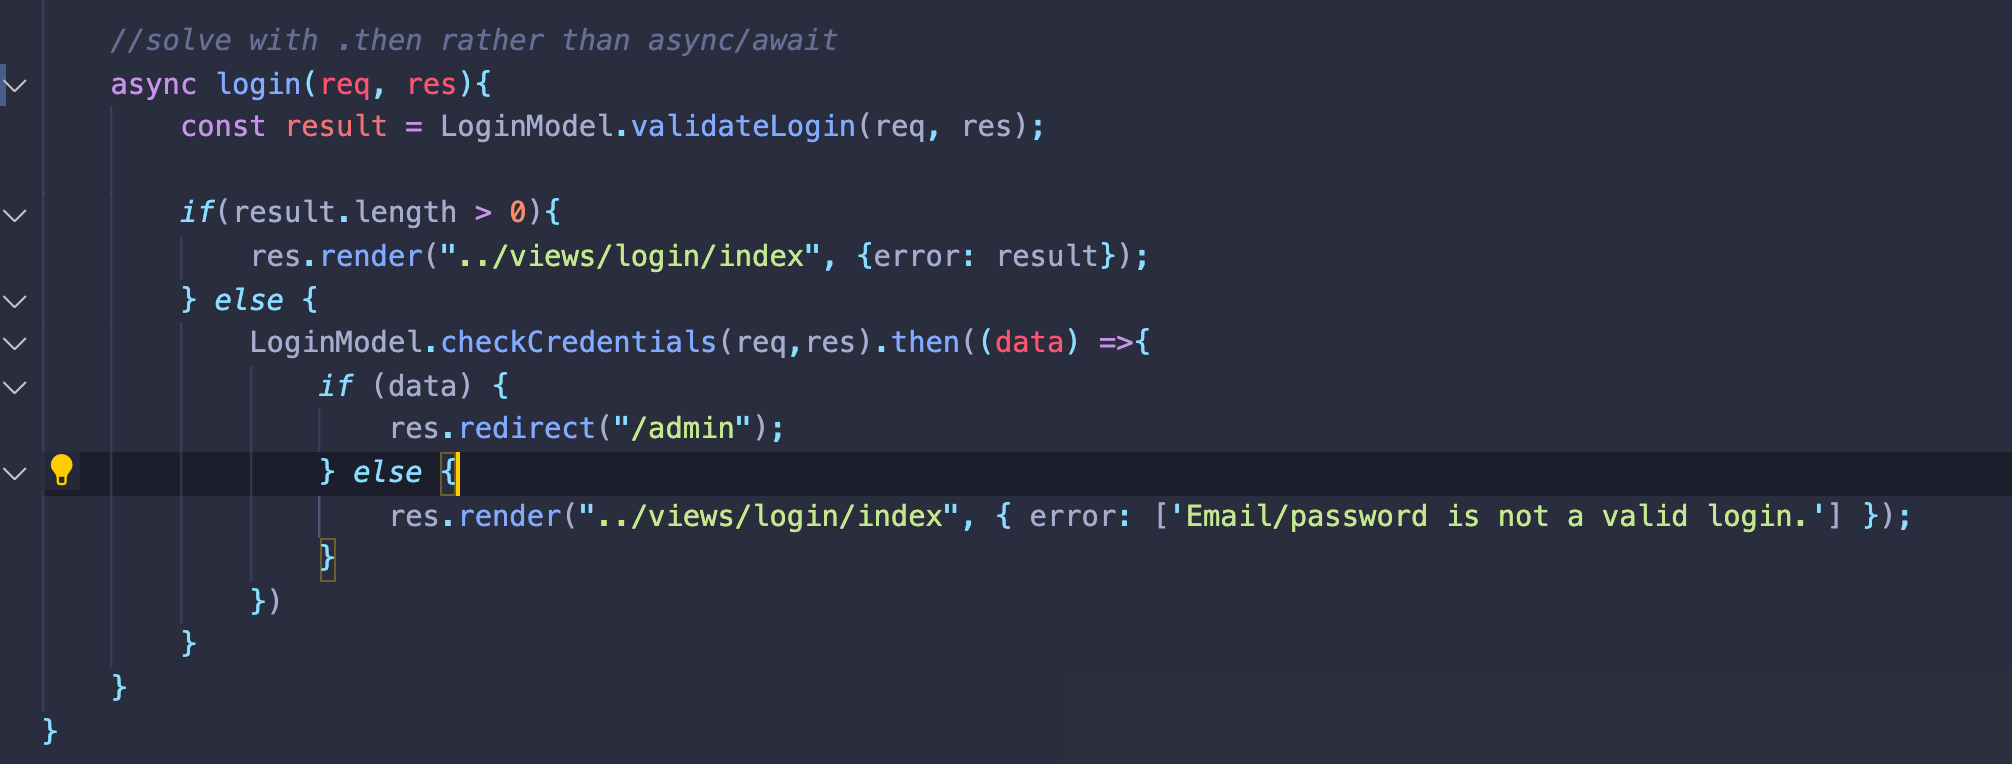 //solve with .then rather than async/await
async login(req, res){
const result = LoginModel.validateLogin(req, res);
if(result.length > 0){
res.render("../views/login/index", {error: result});
} else {
LoginModel.checkCredentials(req,res).then((data) =>{
if (data) {
res.redirect("/admin");
} else {
res.render("../views/login/index", { error: ['Email/password is not a valid login.'] });
}
})
}
}
}